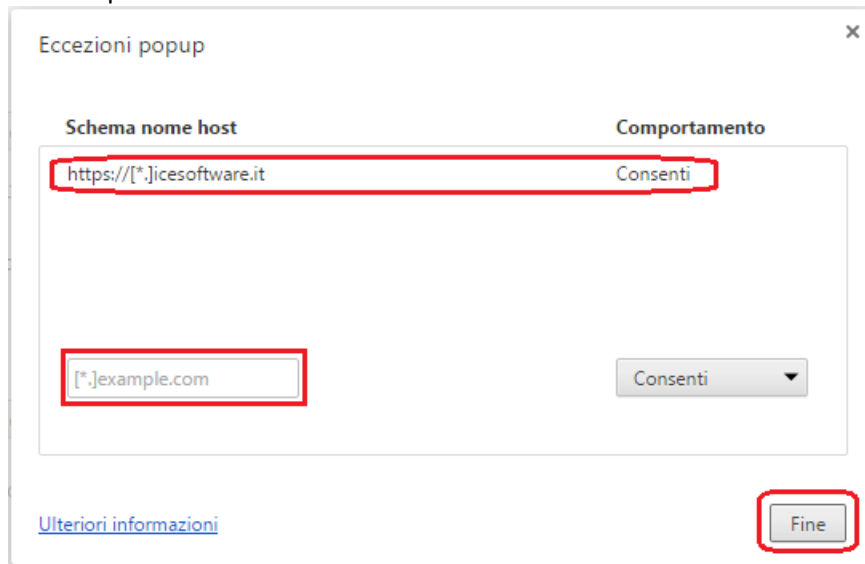 Eccezioni popup
Schema nome host Comportamento
https://[*.]icesoftware.it Consenti
[*.]example.com Consenti
Ulteriori informazioni Fine